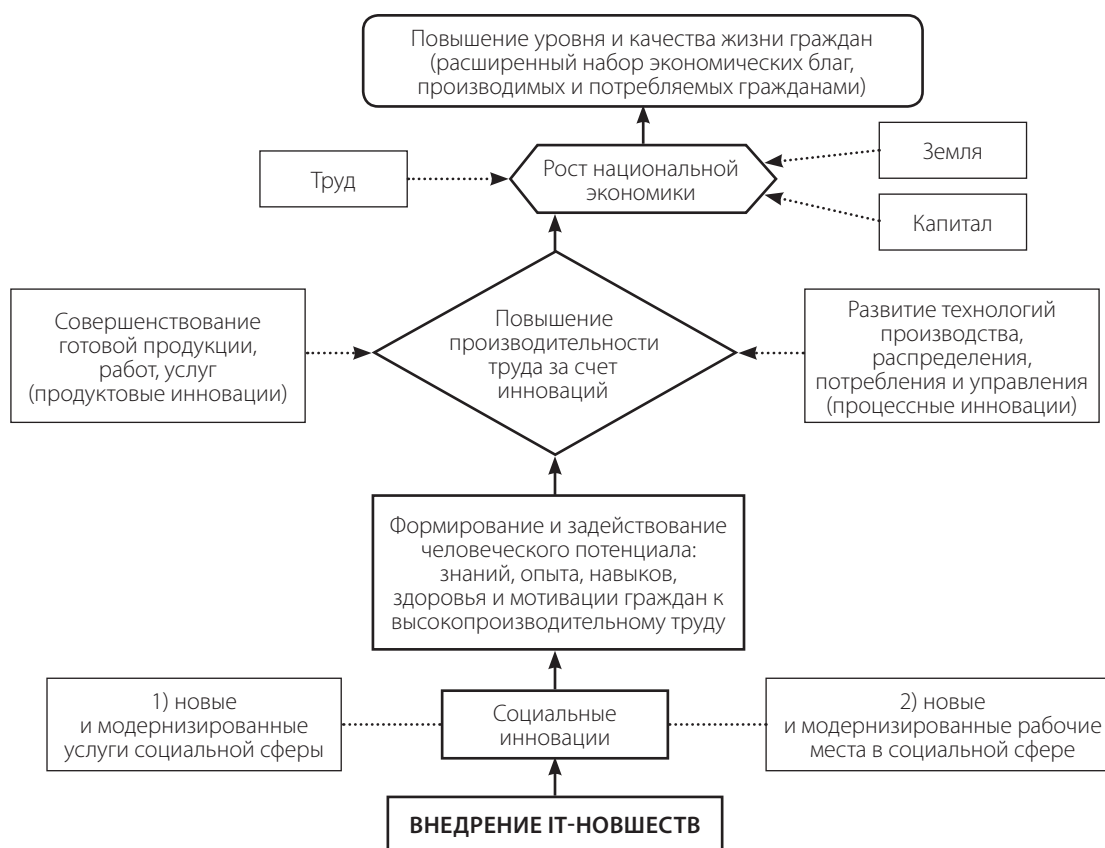 Повышение уровня и качества жизни граждан
(расширенный набор экономических благ,
производимых и потребляемых гражданами)
Труд
Рост национальной
экономики
Земля
Капитал
Совершенствование
готовой продукции,
работ, услуг
(продуктовые инновации)
Повышение
производительности
труда за счет
инноваций
Развитие технологий
производства,
распределения,
потребления и управления
(процессные инновации)
Формирование и задействование
человеческого потенциала:
знаний, опыта, навыков,
здоровья и мотивации граждан к
высокопроизводительному труду
1) новые
и модернизированные
услуги социальной сферы
Социальные
инновации
2) новые
и модернизированные рабочие
места в социальной сфере
ВНЕДРЕНИЕ IT-НОВШЕСТВ